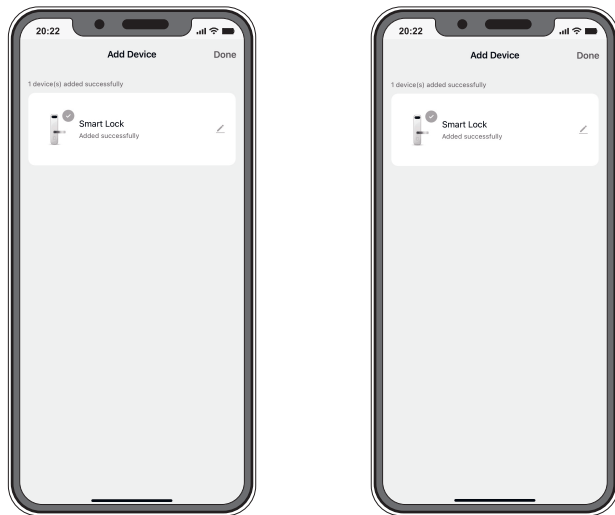 20:22
Add Device Done
1 device(s) added successfully
Smart Lock
Added successfully
20:22
Add Device Done
1 device(s) added successfully
Smart Lock
Added successfully